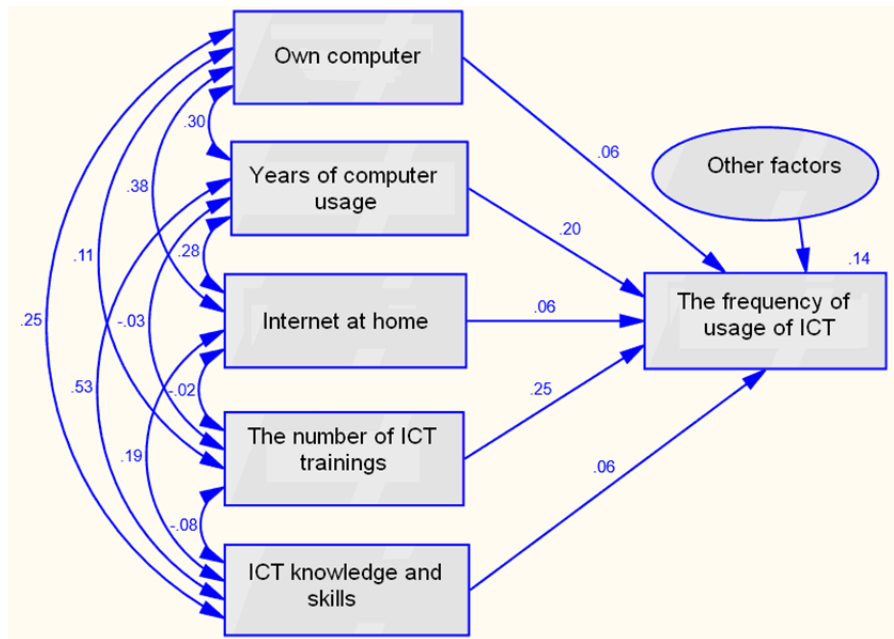 Own computer
.30
.06
Years of computer
usage
Other factors
.38
.20
.28
.11
.14
The frequency of
usage of ICT
Internet at home
.06
.25
-.03
.53
-.02
.25
The number of ICT
trainings
.19
.06
-.08
ICT knowledge and
skills